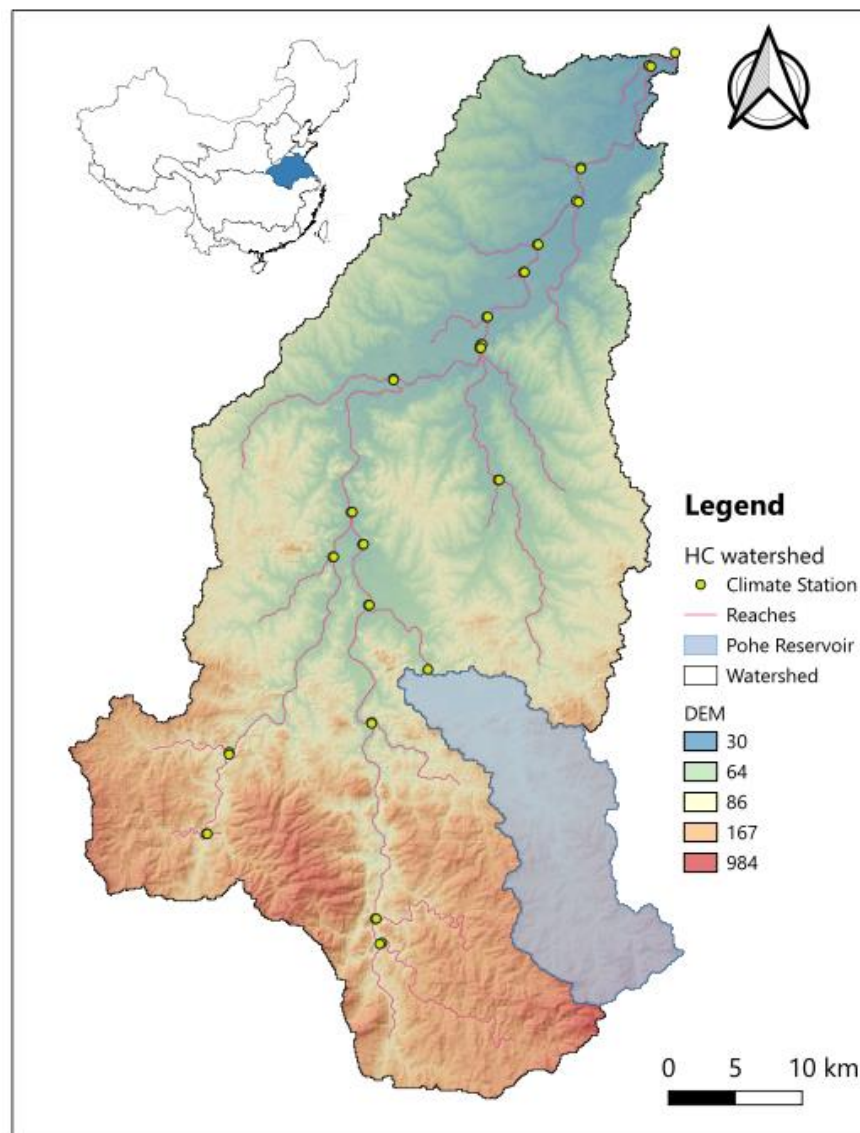 Legend
HC watershed
Climate Station
Reaches
Pohe Reservoir
Watershed
DEM
30
64
86
167
984
0 5 10 km